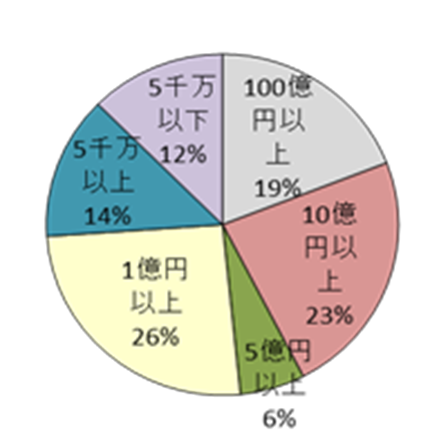 100億
円以
上
19%
10億
円以
上
23%
5億円
以上
6%
1億円
以上
26%
5千万
以上
14%
5千万
以下
12%